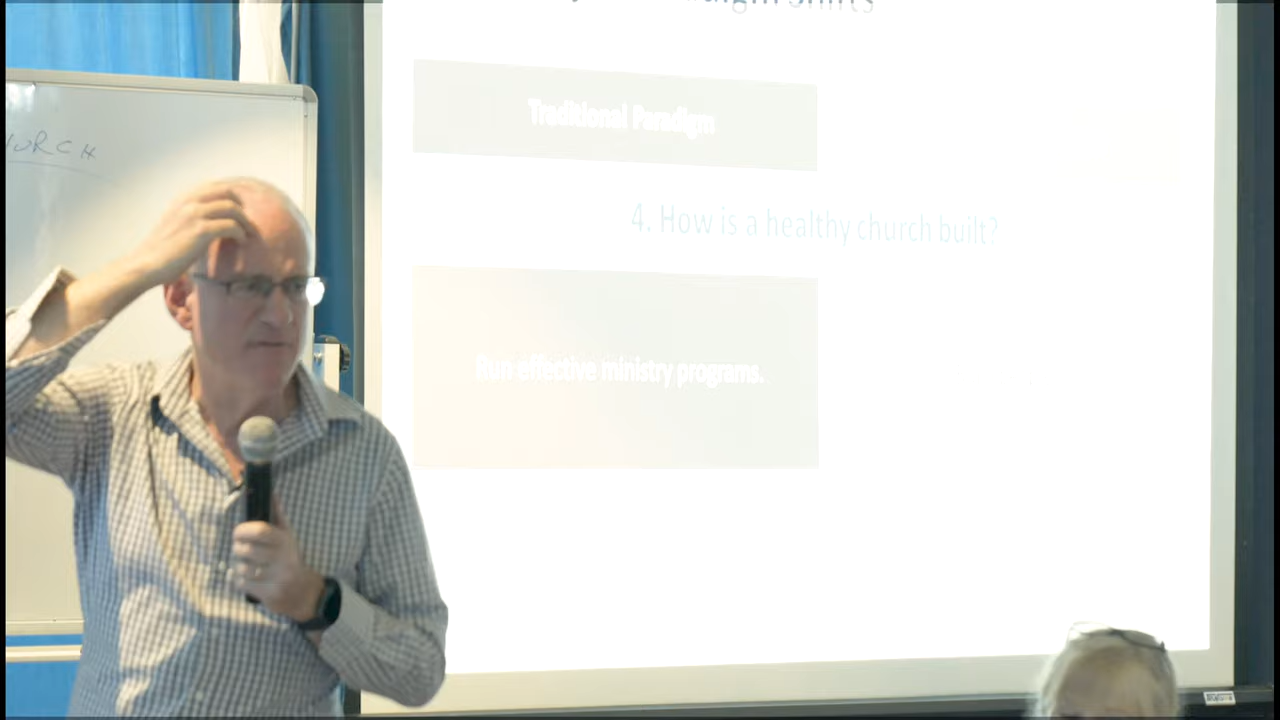 Traditional Paradigm
4. How is a healthy church built?
Run effective ministry programs.